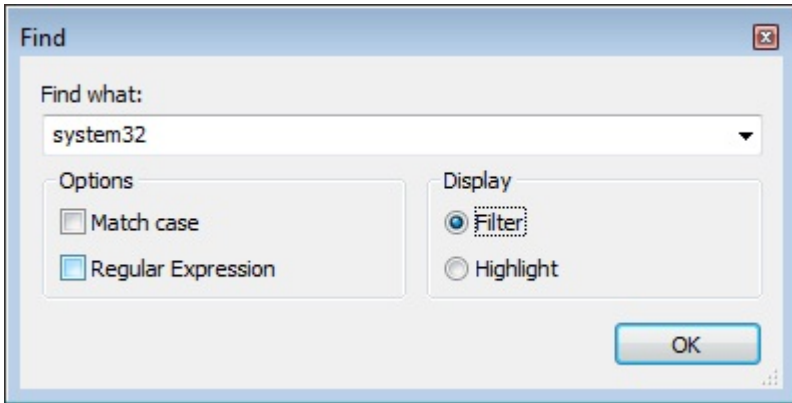 Find
Find what:
system32
Options
Match case
Regular Expression
Display
Filter
Highlight
OK